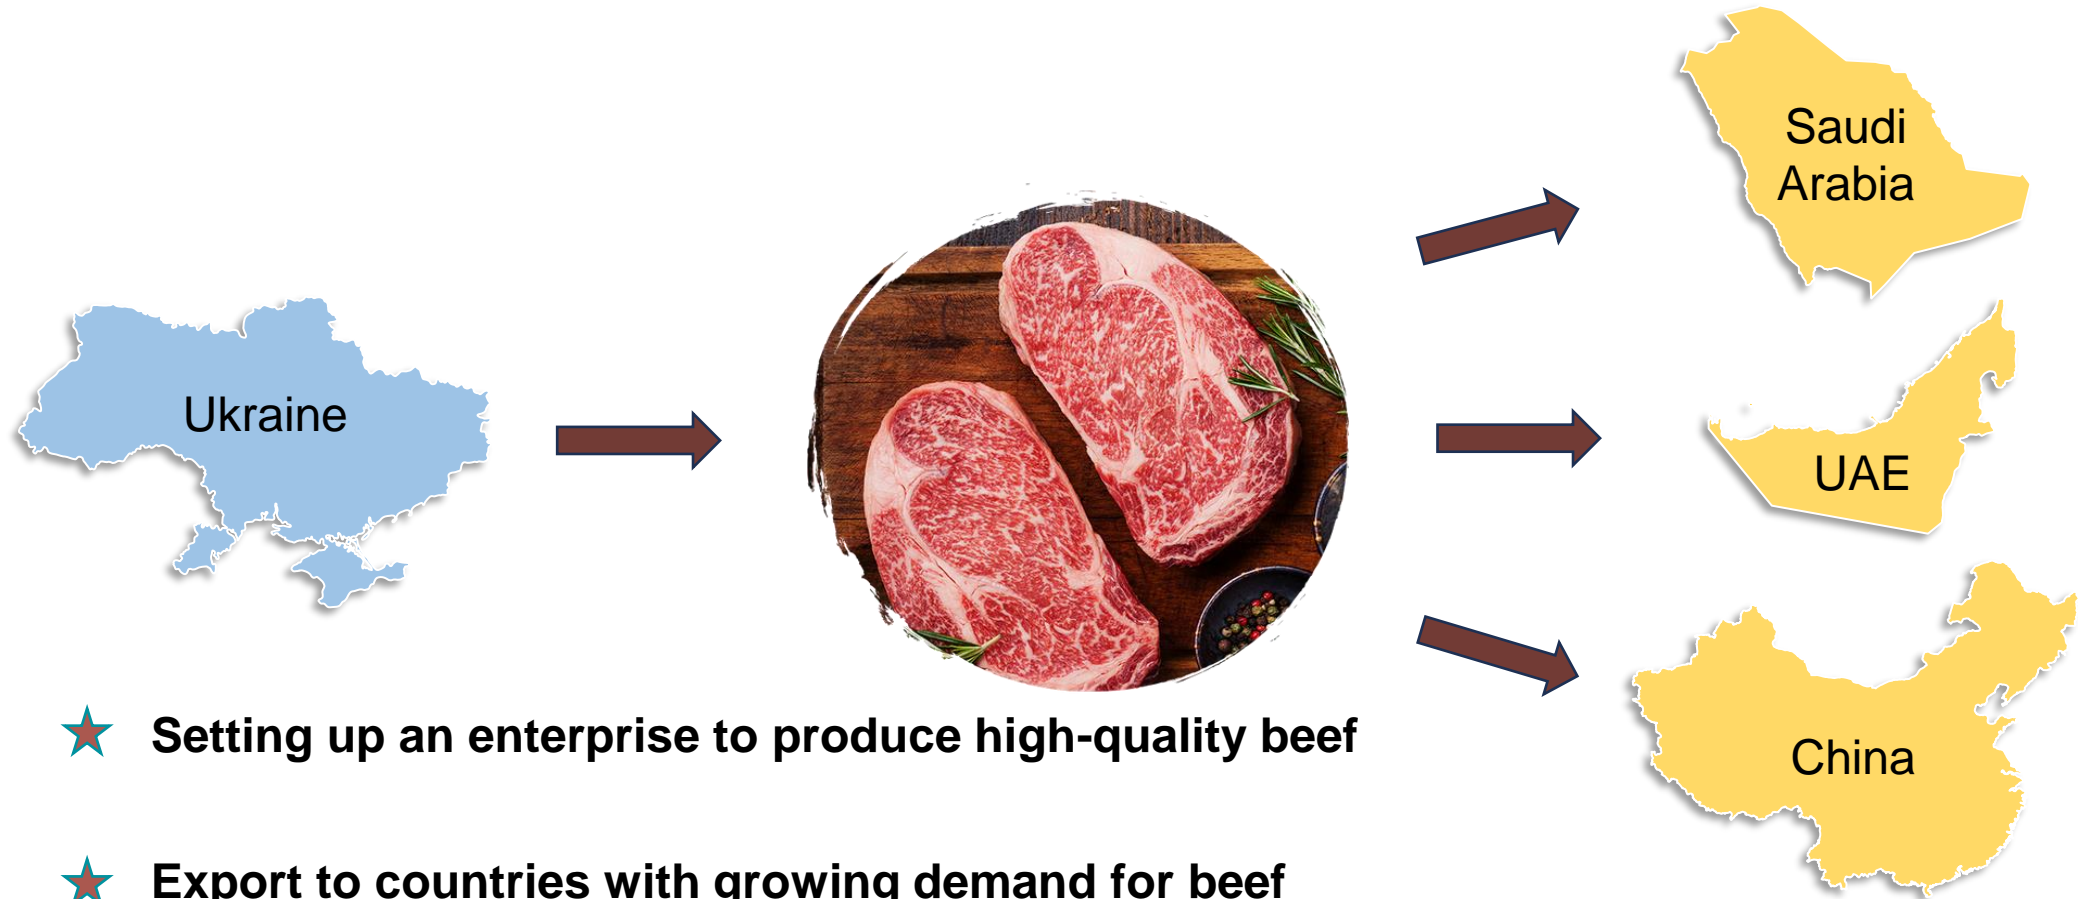 Saudi
Arabia
Ukraine
UAE
China
Setting up an enterprise to produce high-quality beef
Export to countries with growing demand for beef